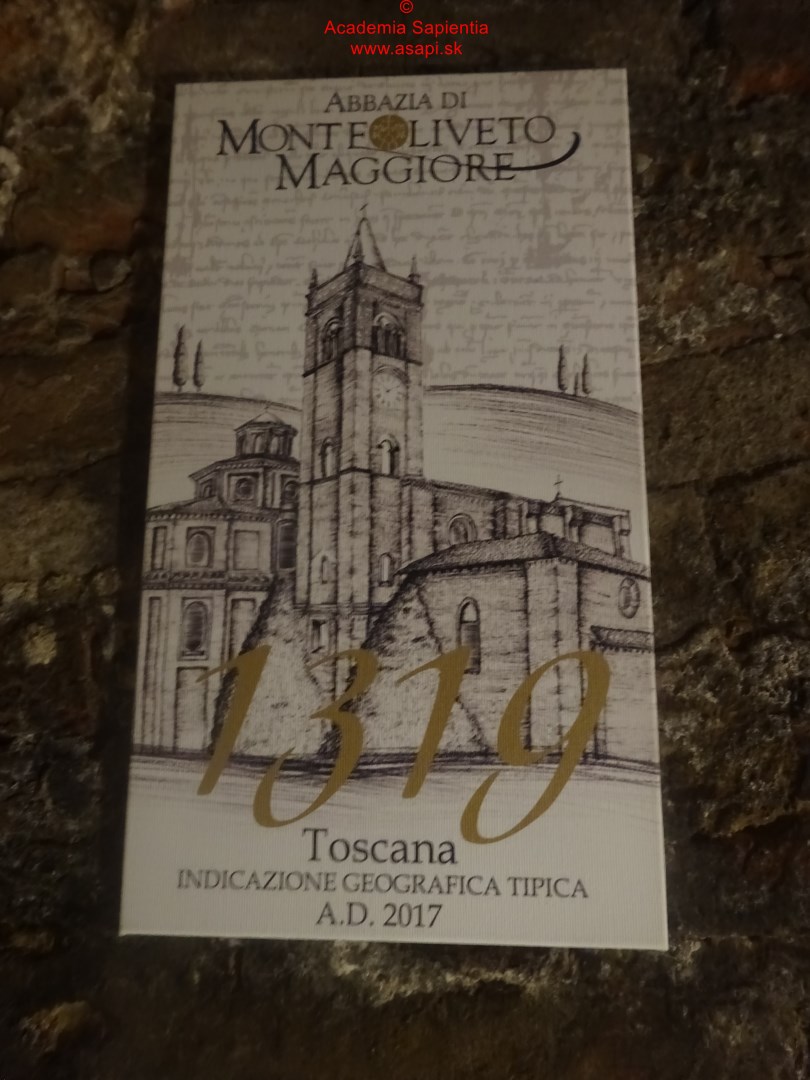 ©
Academia Sapientia
www.asapi.sk
ABBAZIA DI
MONTE OLIVETO
MAGGIORE
1319
Toscana
INDICAZIONE GEOGRAFICA TIPICA
A.D. 2017